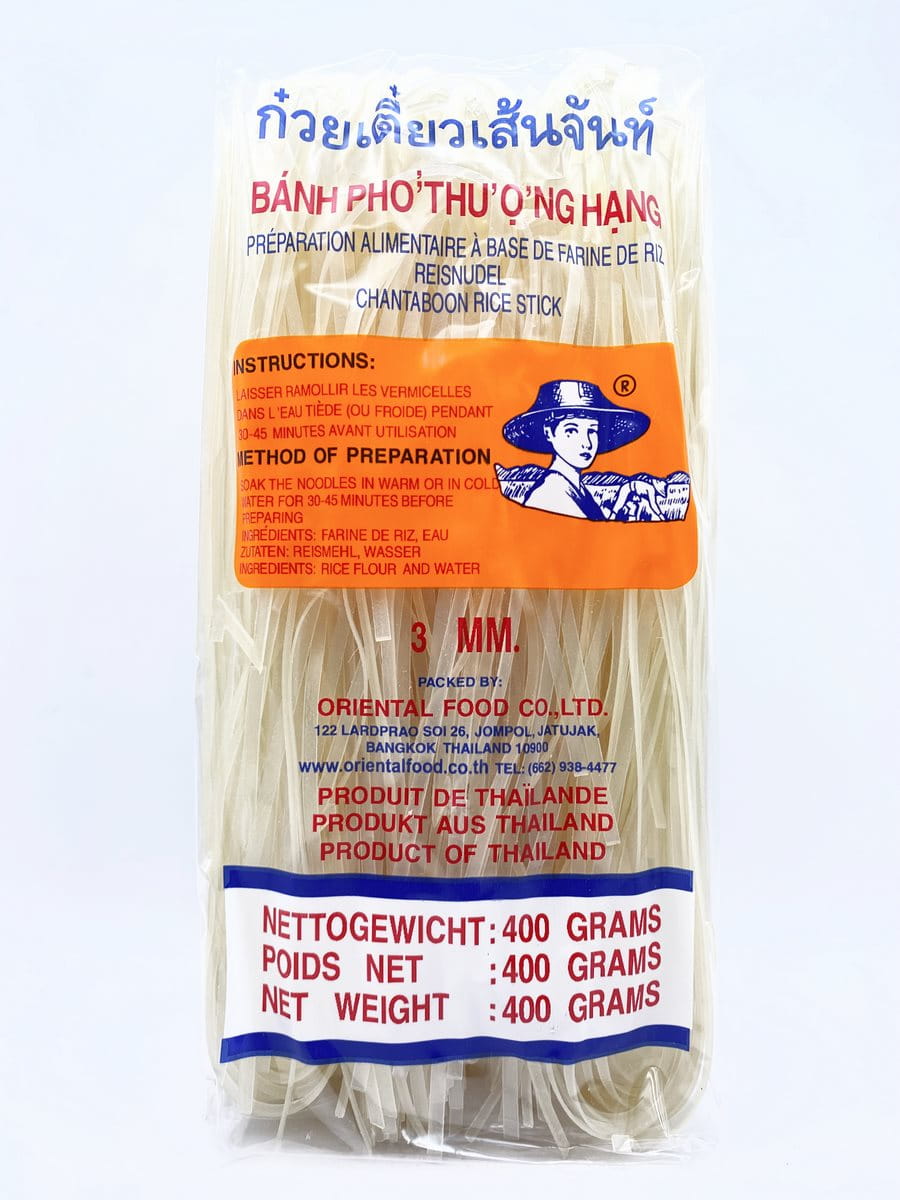 ก๋วยเตี๋ยวเส้นจันท์
BÁNH PHO'THU'Ọ'NG HẠNG
PRÉPARATION ALIMENTAIRE À BASE DE FARINE DE RIZ
REISNUDEL
CHANTABOON RICE STICK
INSTRUCTIONS:
LAISSER RAMOLLIR LES VERMICELLES
DANS L'EAU TIÈDE (OU FROIDE) PENDANT
30-45 MINUTES AVANT UTILISATION
METHOD OF PREPARATION
SOAK THE NOODLES IN WARM OR IN COLD
WATER FOR 30-45 MINUTES BEFORE
PREPARING
INGRÉDIENTS: FARINE DE RIZ, EAU
ZUTATEN: REISMEHL, WASSER
INGREDIENTS: RICE FLOUR AND WATER
®
3 MM.
PACKED BY:
ORIENTAL FOOD CO.,LTD.
122 LARDPRAO SOI 26, JOMPOL, JATUJAK,
BANGKOK THAILAND 10900
www.orientalfood.co.th TEL: (662) 938-4477
PRODUIT DE THAÏLANDE
PRODUKT AUS THAILAND
PRODUCT OF THAILAND
NETTOGEWICHT : 400 GRAMS
POIDS NET : 400 GRAMS
NET WEIGHT : 400 GRAMS